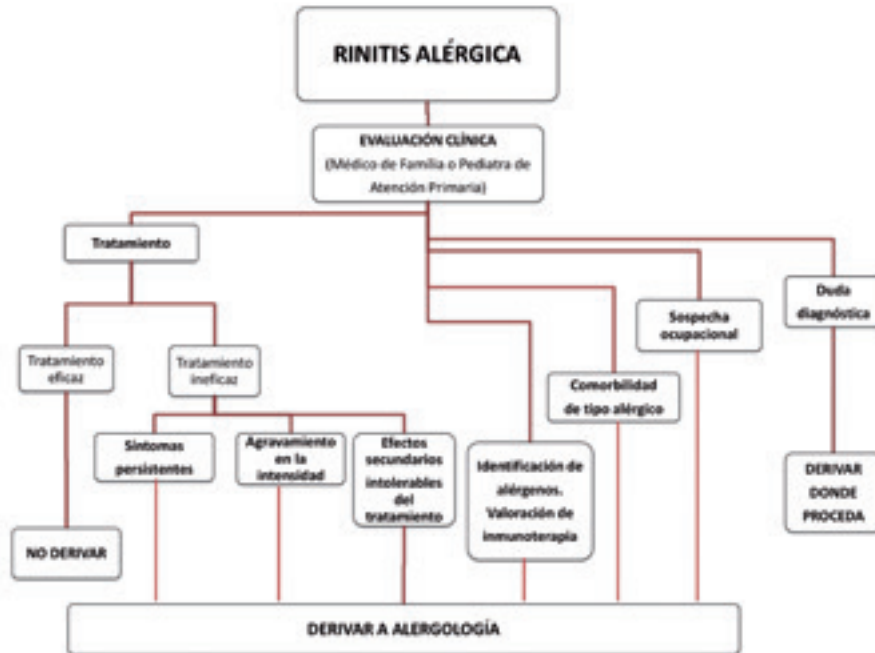 RINITIS ALÉRGICA
EVALUACIÓN CLÍNICA
(Médico de Familia o Pediatra de
Atención Primaria)
Tratamiento
Duda
diagnóstica
Sospecha
ocupacional
Tratamiento
eficaz
Tratamiento
ineficaz
Comorbilidad
de tipo alérgico
Síntomas
persistentes
Agravamiento
en la
intensidad
Efectos
secundarios
intolerables
del
tratamiento
Identificación de
alérgenos.
Valoración de
inmunoterapia
DERIVAR
DONDE
PROCEDA
NO DERIVAR
DERIVAR A ALERGOLOGÍA